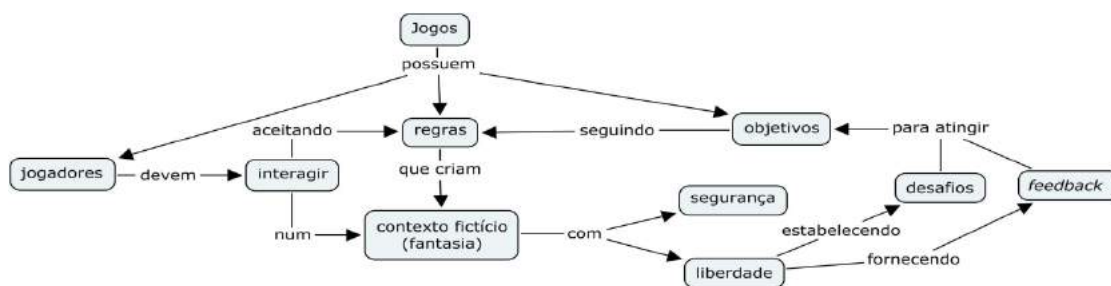 Jogos
possuem
aceitando
regras
seguindo
objetivos
para atingir
jogadores
devem
interagir
que criam
desafios
feedback
segurança
num
contexto fictício
(fantasia)
com
estabelecendo
liberdade
fornecendo